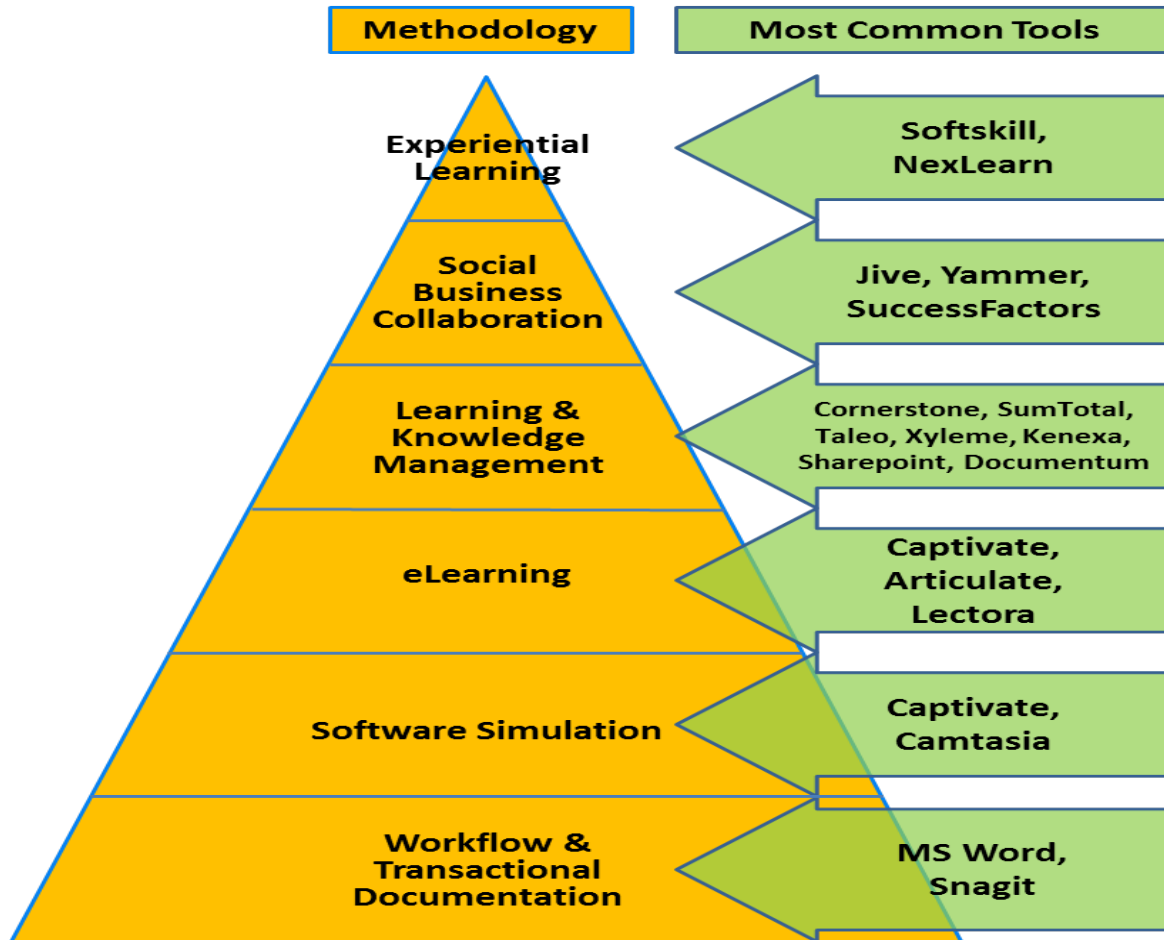 Methodology
Most Common Tools
Experiential
Learning
Softskill,
NexLearn
Social
Business
Collaboration
Jive, Yammer,
SuccessFactors
Learning &
Knowledge
Management
Cornerstone, SumTotal,
Taleo, Xyleme, Kenexa,
Sharepoint, Documentum
eLearning
Captivate,
Articulate,
Lectora
Software Simulation
Captivate,
Camtasia
Workflow &
Transactional
Documentation
MS Word,
Snagit